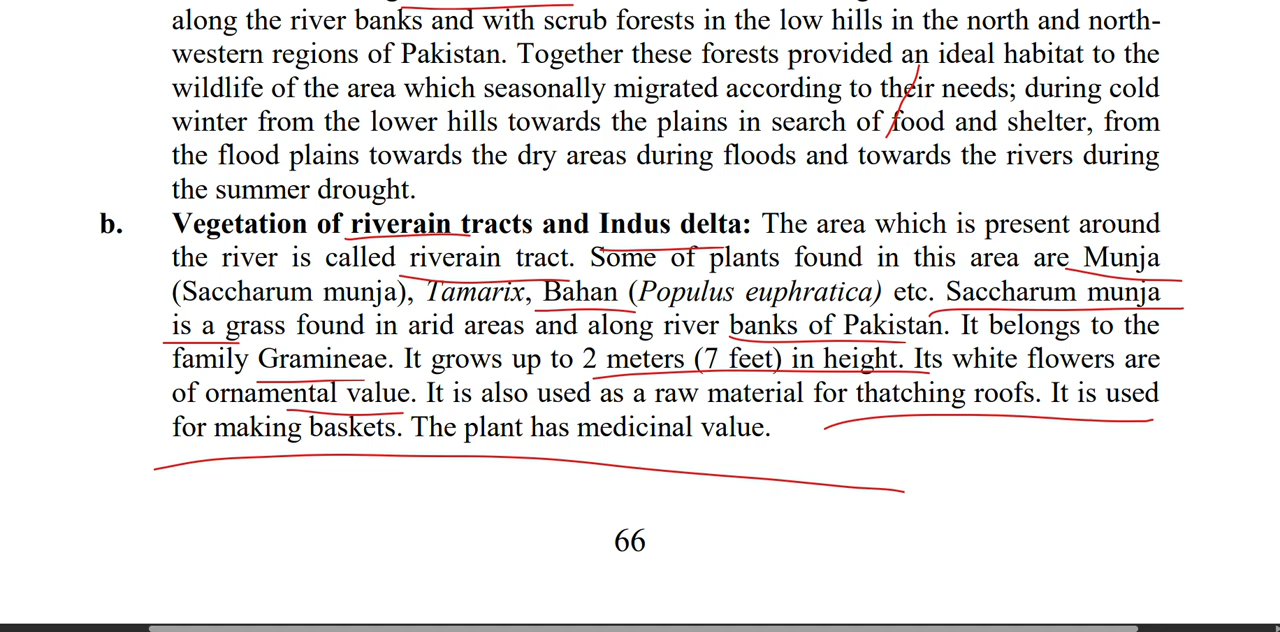 along the river banks and with scrub forests in the low hills in the north and north-
western regions of Pakistan. Together these forests provided an ideal habitat to the
wildlife of the area which seasonally migrated according to their needs; during cold
winter from the lower hills towards the plains in search of food and shelter, from
the flood plains towards the dry areas during floods and towards the rivers during
the summer drought.
b. Vegetation of riverain tracts and Indus delta: The area which is present around
the river is called riverain tract. Some of plants found in this area are Munja
(Saccharum munja), Tamarix, Bahan (Populus euphratica) etc. Saccharum munja
is a grass found in arid areas and along river banks of Pakistan. It belongs to the
family Gramineae. It grows up to 2 meters (7 feet) in height. Its white flowers are
of ornamental value. It is also used as a raw material for thatching roofs. It is used
for making baskets. The plant has medicinal value.
66